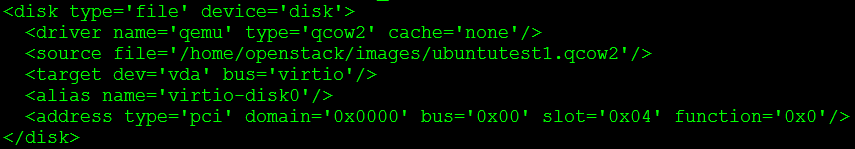 <disk type='file' device='disk'>
  <driver name='qemu' type='qcow2' cache='none'/>
  <source file='/home/openstack/images/ubuntutest1.qcow2'/>
  <target dev='vda' bus='virtio'/>
  <alias name='virtio-disk0'/>
  <address type='pci' domain='0x0000' bus='0x00' slot='0x04' function='0x0'/>
</disk>